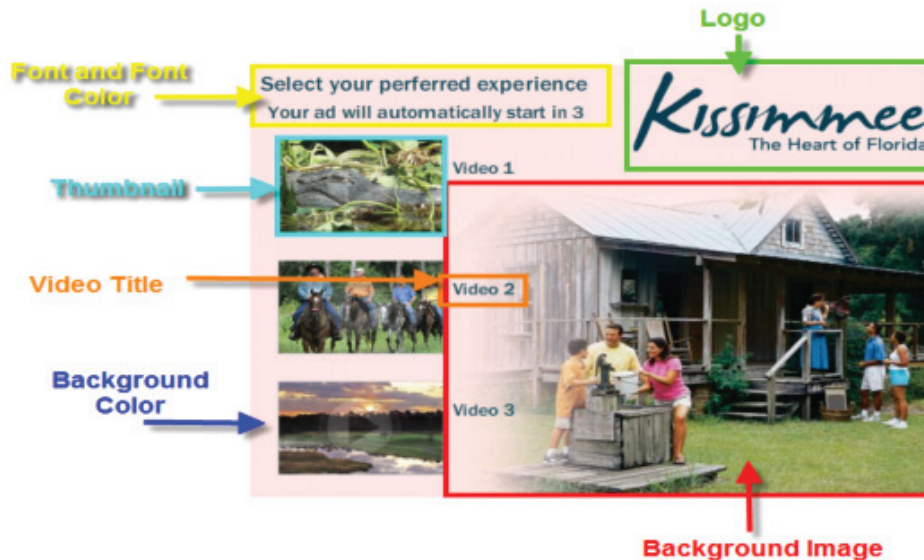 Logo
Font and Font
Color
Select your perferred experience
Your ad will automatically start in 3
Kissimmee
The Heart of Florida
Thumbnail
Video 1
Video Title
Video 2
Background
Color
Video 3
Background Image